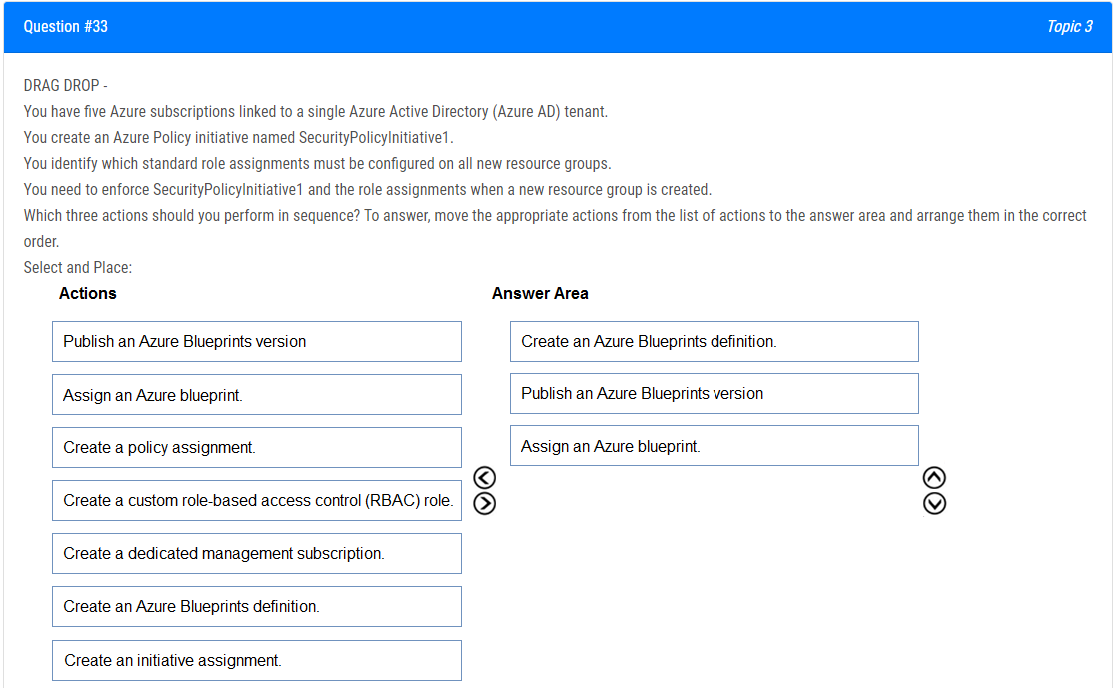 Question #33
Topic 3
DRAG DROP -
You have five Azure subscriptions linked to a single Azure Active Directory (Azure AD) tenant.
You create an Azure Policy initiative named SecurityPolicyInitiative1.
You identify which standard role assignments must be configured on all new resource groups.
You need to enforce SecurityPolicyInitiative1 and the role assignments when a new resource group is created.
Which three actions should you perform in sequence? To answer, move the appropriate actions from the list of actions to the answer area and arrange them in the correct
order.
Select and Place:
Actions
Publish an Azure Blueprints version
Assign an Azure blueprint.
Create a policy assignment.
Create a custom role-based access control (RBAC) role.
Create a dedicated management subscription.
Create an Azure Blueprints definition.
Create an initiative assignment.
Answer Area
Create an Azure Blueprints definition.
Publish an Azure Blueprints version
Assign an Azure blueprint.